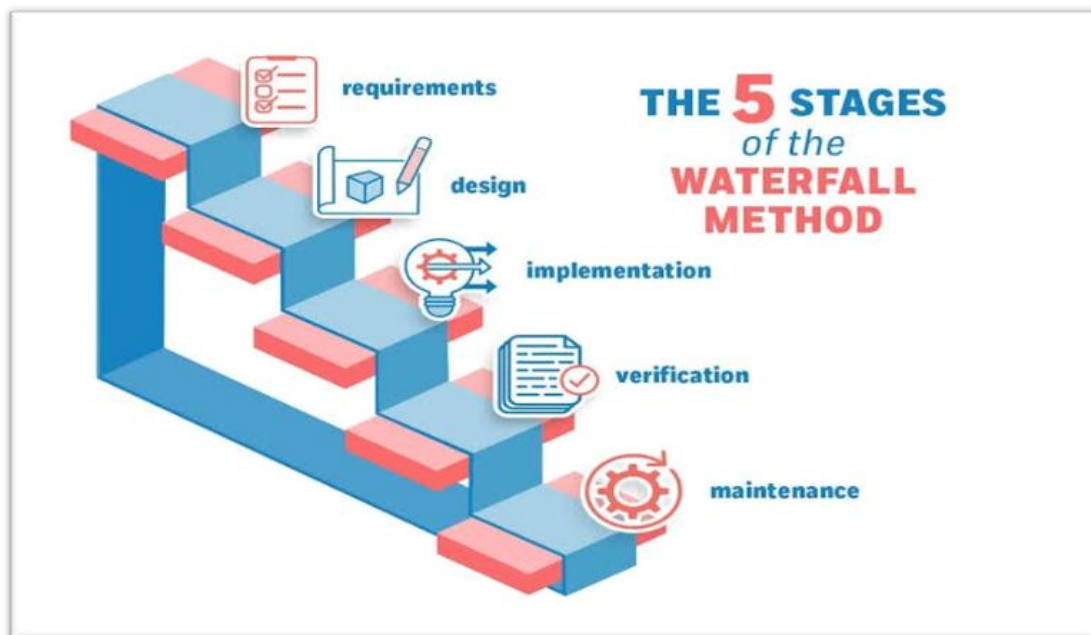 requirements
design
implementation
verification
maintenance
THE 5 STAGES
of the
WATERFALL
METHOD